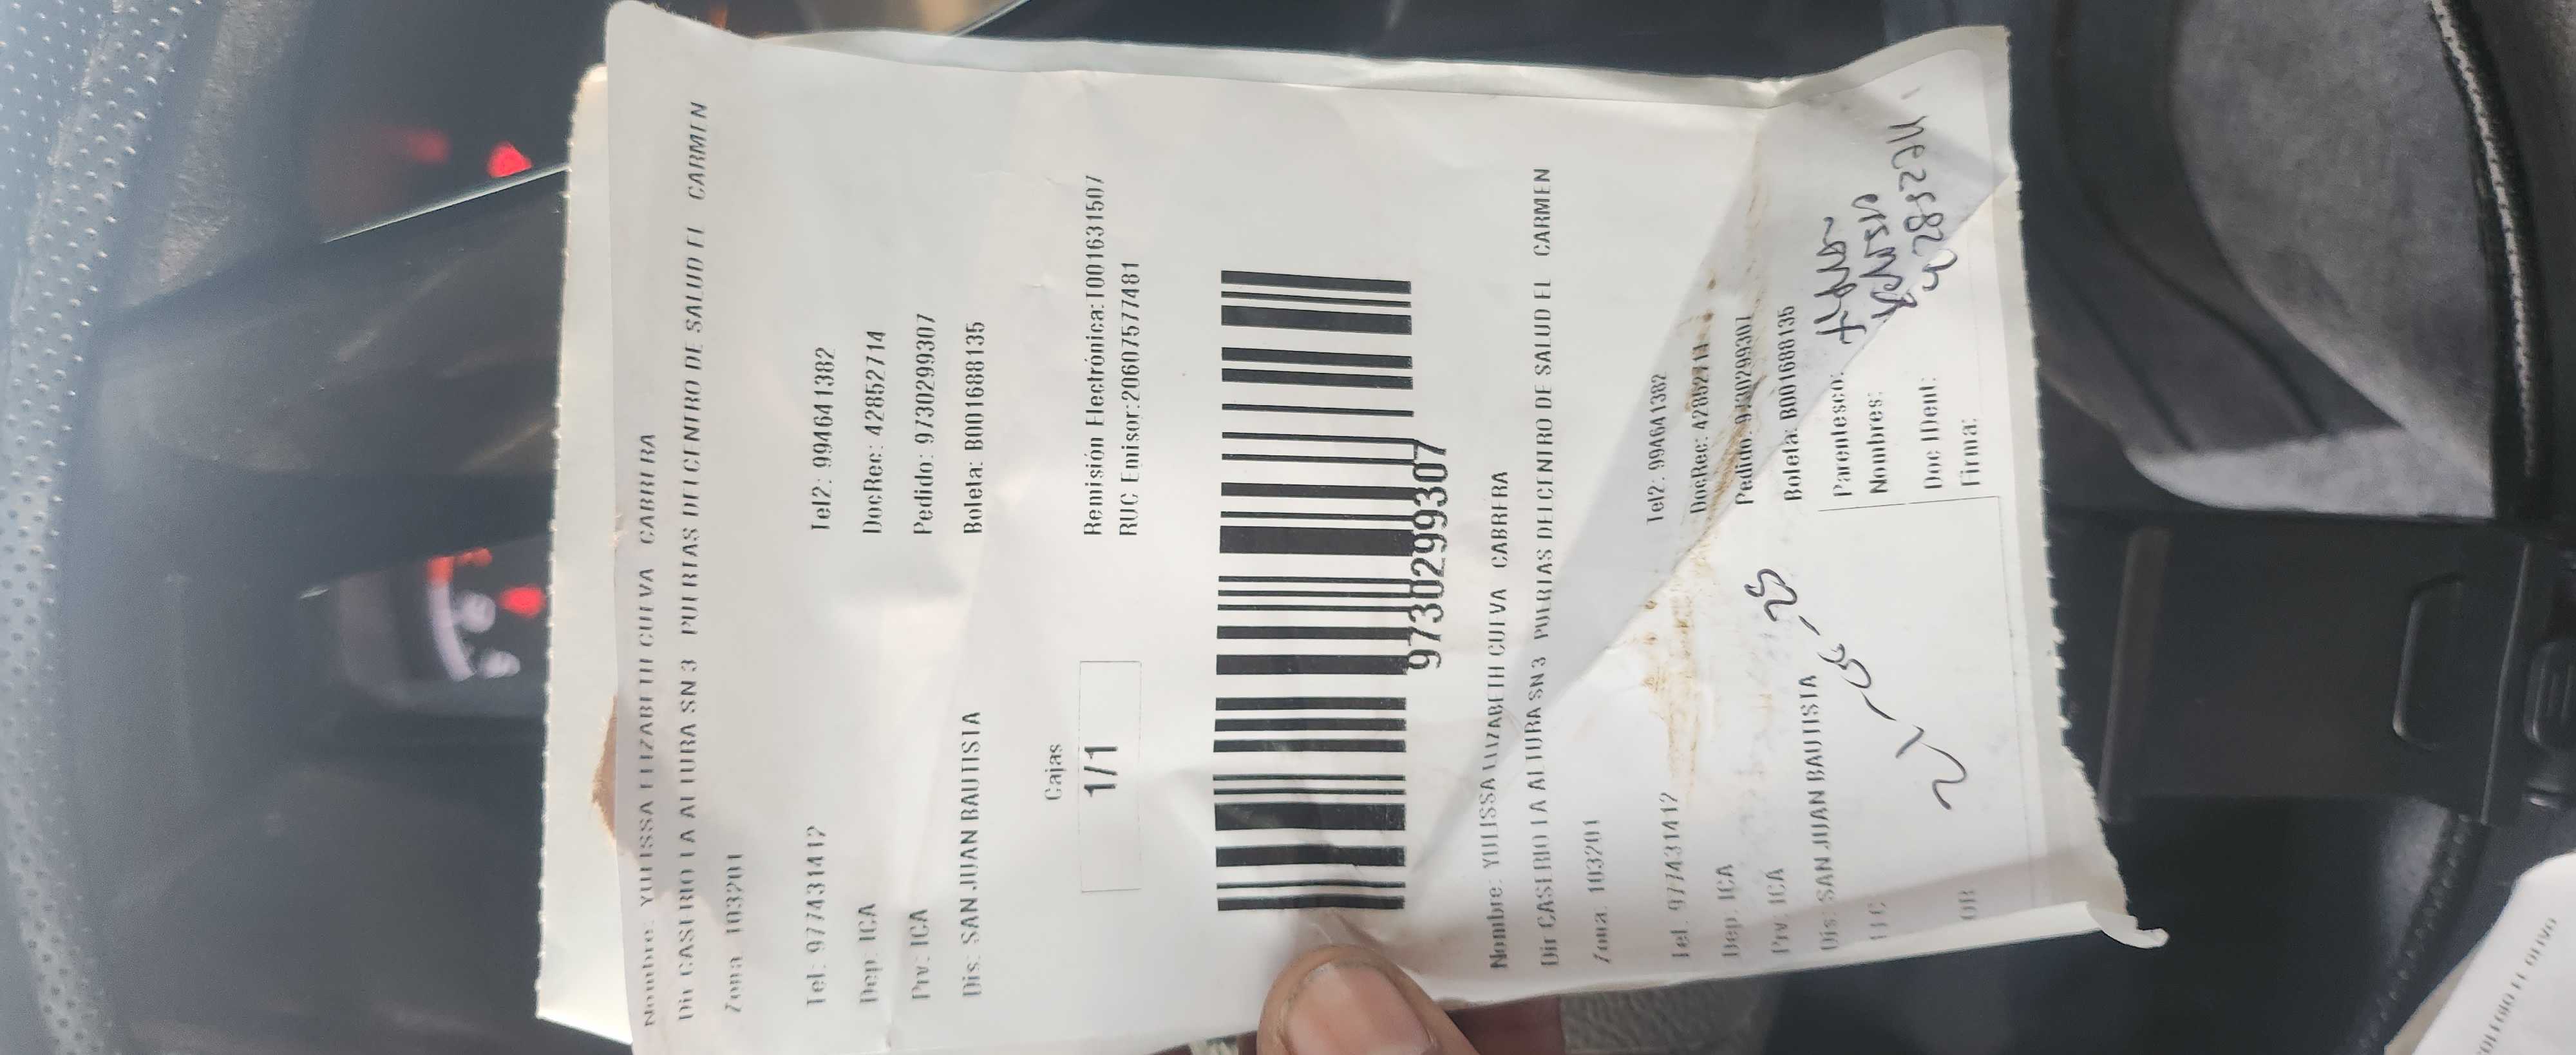 Nombre: YULISSA ELIZABETH CUEVA CABRERA
Dir CASERIO LA ALTURA SN 3 PUERTAS DEL CENTRO DE SALUD EL CARMEN
Zona: 103201
Tel: 977431412 Tel2: 994641382
Dep: ICA DocRec: 42852714
Prv: ICA Pedido: 9730299307
Dis: SAN JUAN BAUTISTA Boleta: B001688135
Cajas
1/1
Remisión Electrónica:T001631507
RUC Emisor:20607577481
9730299307
Nombre: YULISSA ELIZABETH CUEVA CABRERA
Dir CASERIO LA ALTURA SN 3 PUERTAS DEL CENTRO DE SALUD EL CARMEN
Zona: 103201
Tel: 977431412 Tel2: 994641382
Dep: ICA DocRec: 42852714
Prv: ICA Pedido: 9730299307
Dis: SAN JUAN BAUTISTA Boleta: B001688135
Parentesco:
Nombres:
Doc IDent: 42852714
Firma: